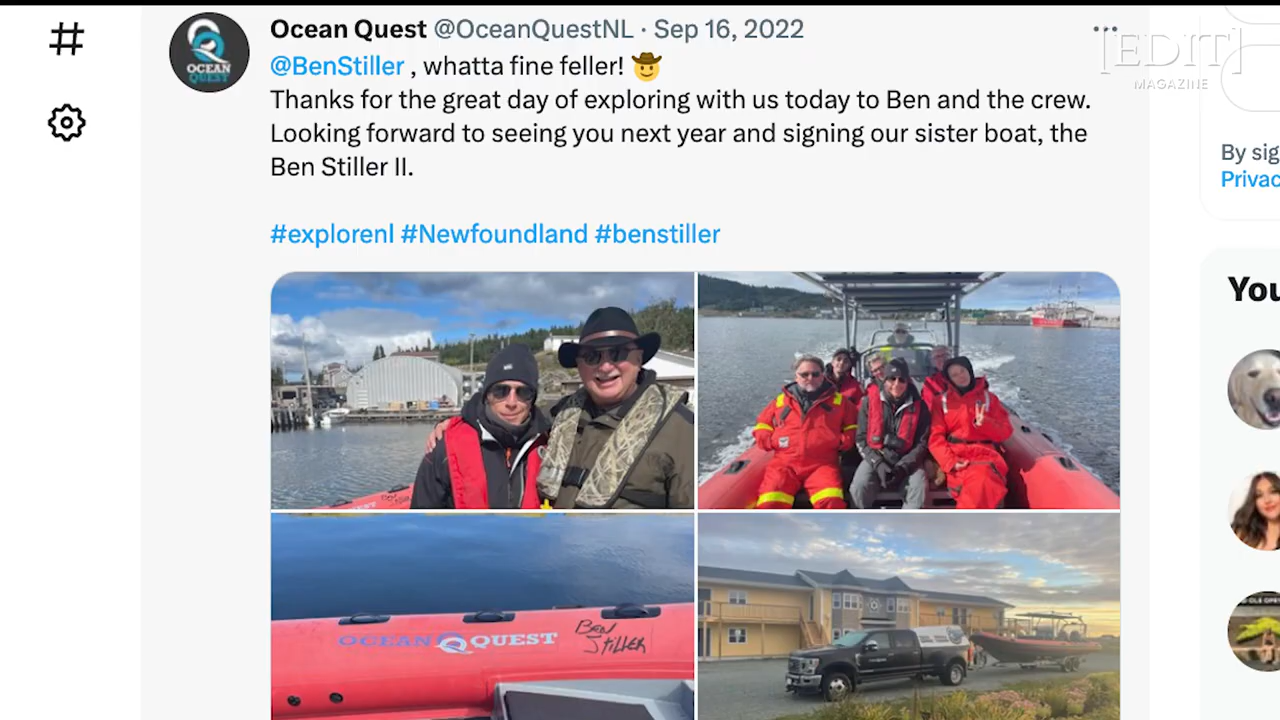 Ocean Quest @OceanQuestNL · Sep 16, 2022
@BenStiller , whatta fine feller! 🤠
Thanks for the great day of exploring with us today to Ben and the crew.
Looking forward to seeing you next year and signing our sister boat, the
Ben Stiller II.
#explorenl #Newfoundland #benstiller
OCEAN
QUEST
[EDIT]
MAGAZINE
By sig
Privac
You
OCEAN QUEST
BEN
STILLER